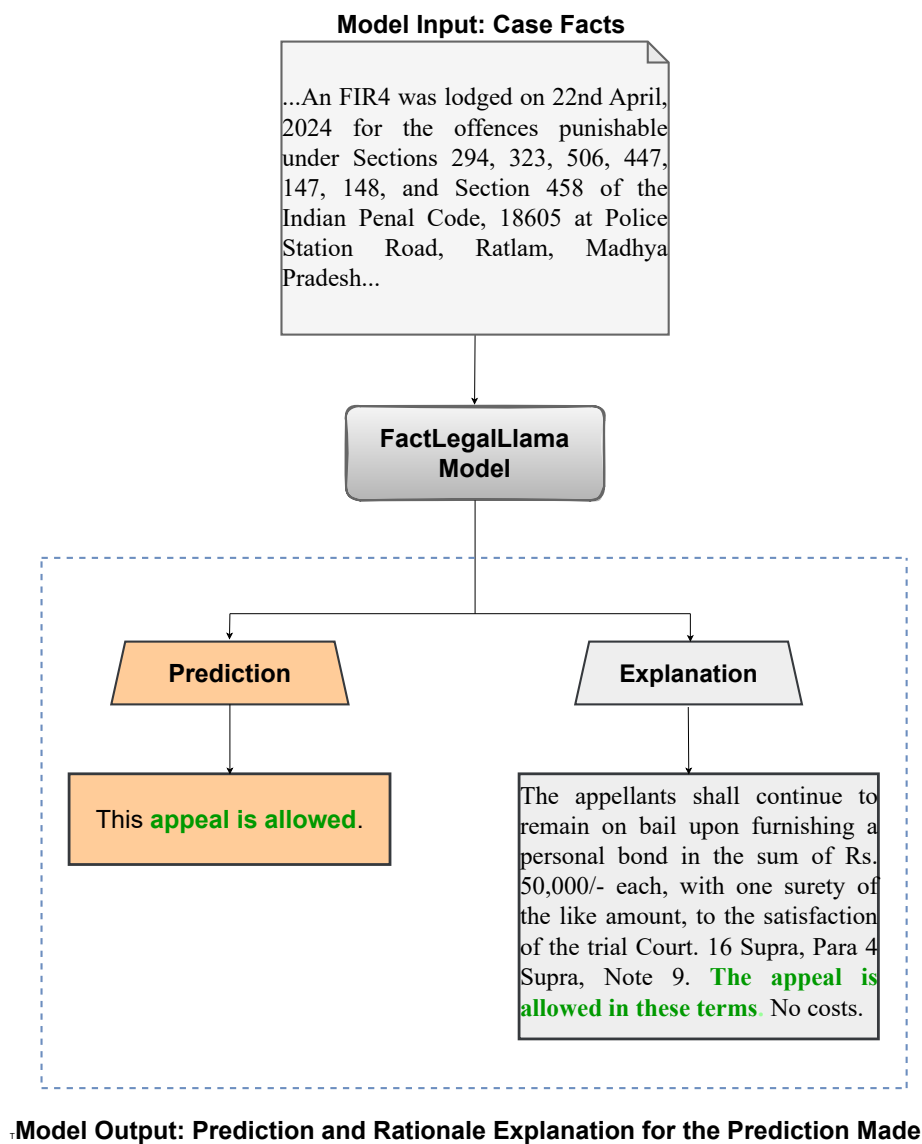 Model Input: Case Facts
...An FIR4 was lodged on 22nd April,
2024 for the offences punishable
under Sections 294, 323, 506, 447,
147, 148, and Section 458 of the
Indian Penal Code, 18605 at Police
Station Road, Ratlam, Madhya
Pradesh...
FactLegalLlama
Model
Prediction
Explanation
This appeal is allowed.
The appellants shall continue to
remain on bail upon furnishing a
personal bond in the sum of Rs.
50,000/- each, with one surety of
the like amount, to the satisfaction
of the trial Court. 16 Supra, Para 4
Supra, Note 9. The appeal is
allowed in these terms. No costs.
TModel Output: Prediction and Rationale Explanation for the Prediction Made